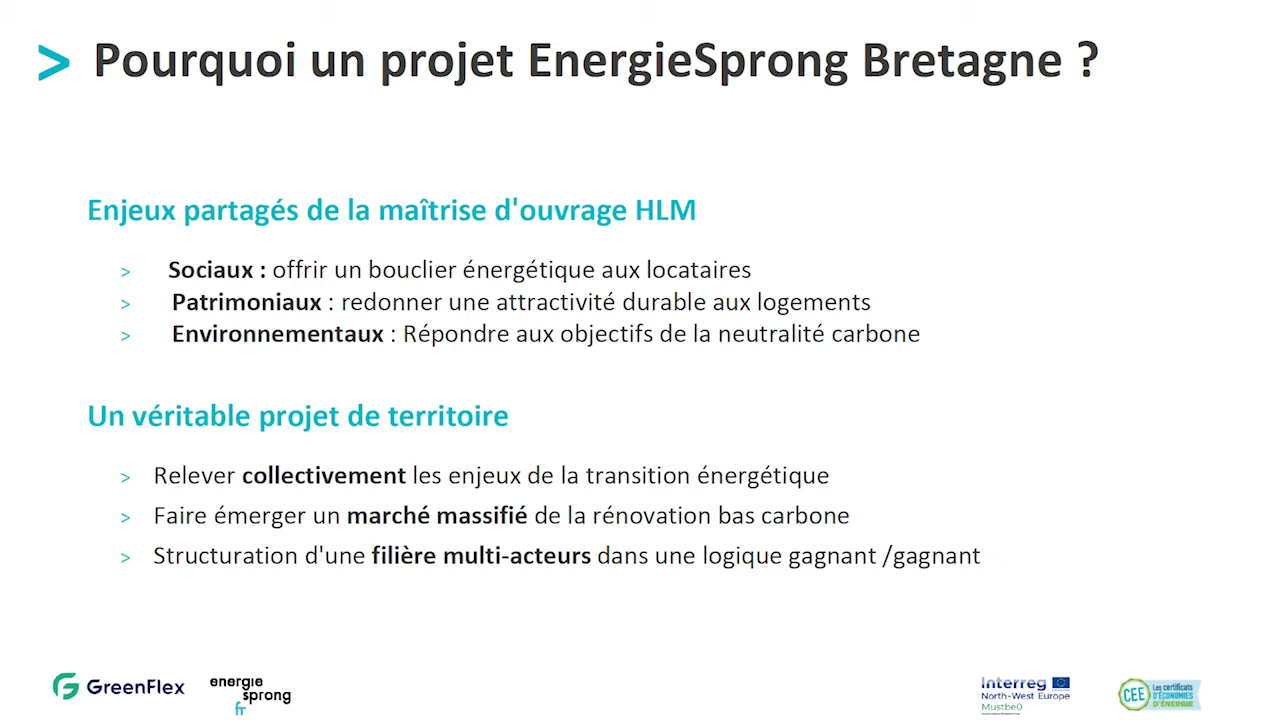 > Pourquoi un projet EnergieSprong Bretagne ?
Enjeux partagés de la maîtrise d'ouvrage HLM
> Sociaux : offrir un bouclier énergétique aux locataires
> Patrimoniaux : redonner une attractivité durable aux logements
> Environnementaux : Répondre aux objectifs de la neutralité carbone
Un véritable projet de territoire
> Relever collectivement les enjeux de la transition énergétique
> Faire émerger un marché massifié de la rénovation bas carbone
> Structuration d'une filière multi-acteurs dans une logique gagnant /gagnant
GreenFlex
energie
sprong
fr
Interreg
North-West Europe
Mustbe0
CEE
Les certificats
D'ÉCONOMIES
D'ÉNERGIE